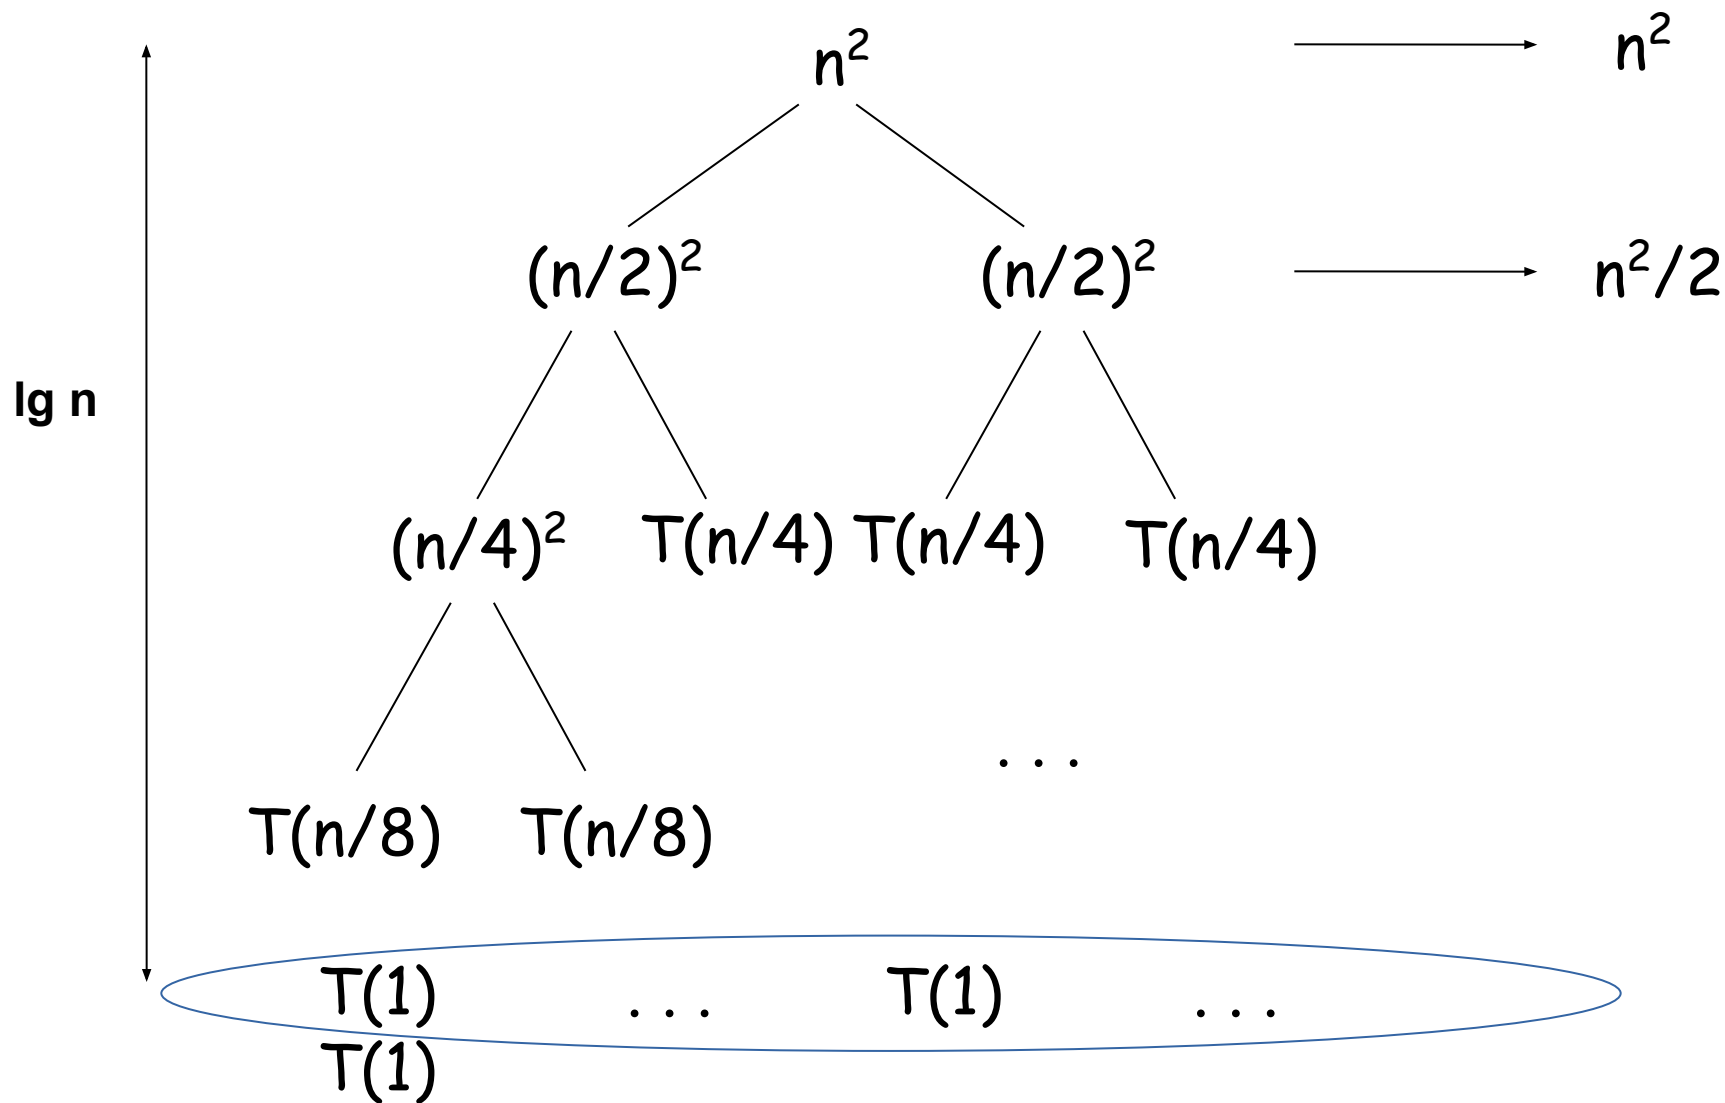 n² n²
(n/2)² (n/2)² n²/2
lg n
(n/4)² T(n/4) T(n/4) T(n/4)
. . .
T(n/8) T(n/8)
T(1) . . . T(1) . . .
T(1)